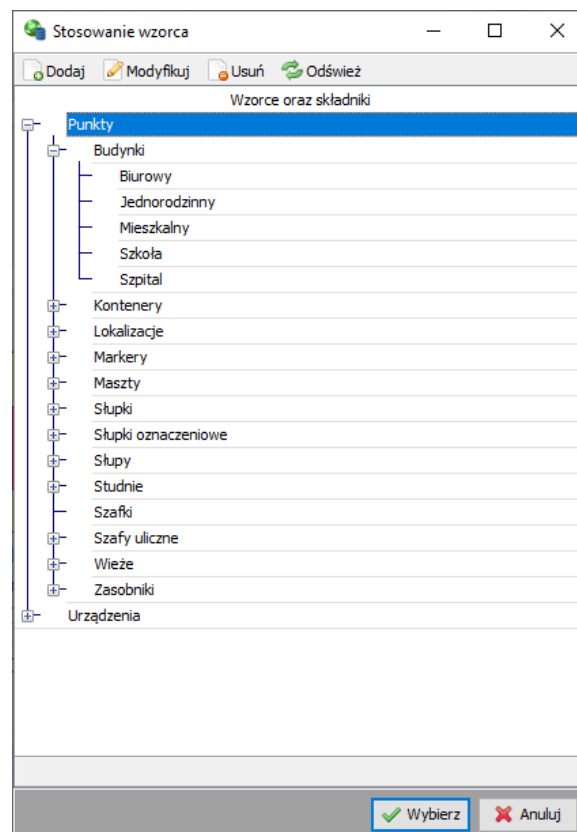 Stosowanie wzorca
Dodaj Modyfikuj Usuń Odśwież
Wzorce oraz składniki
Punkty
Budynki
Biurowy
Jednorodzinny
Mieszkalny
Szkoła
Szpital
Kontenery
Lokalizacje
Markery
Maszty
Słupki
Słupki oznaczeniowe
Słupy
Studnie
Szafki
Szafy uliczne
Wieże
Zasobniki
Urządzenia
Wybierz Anuluj